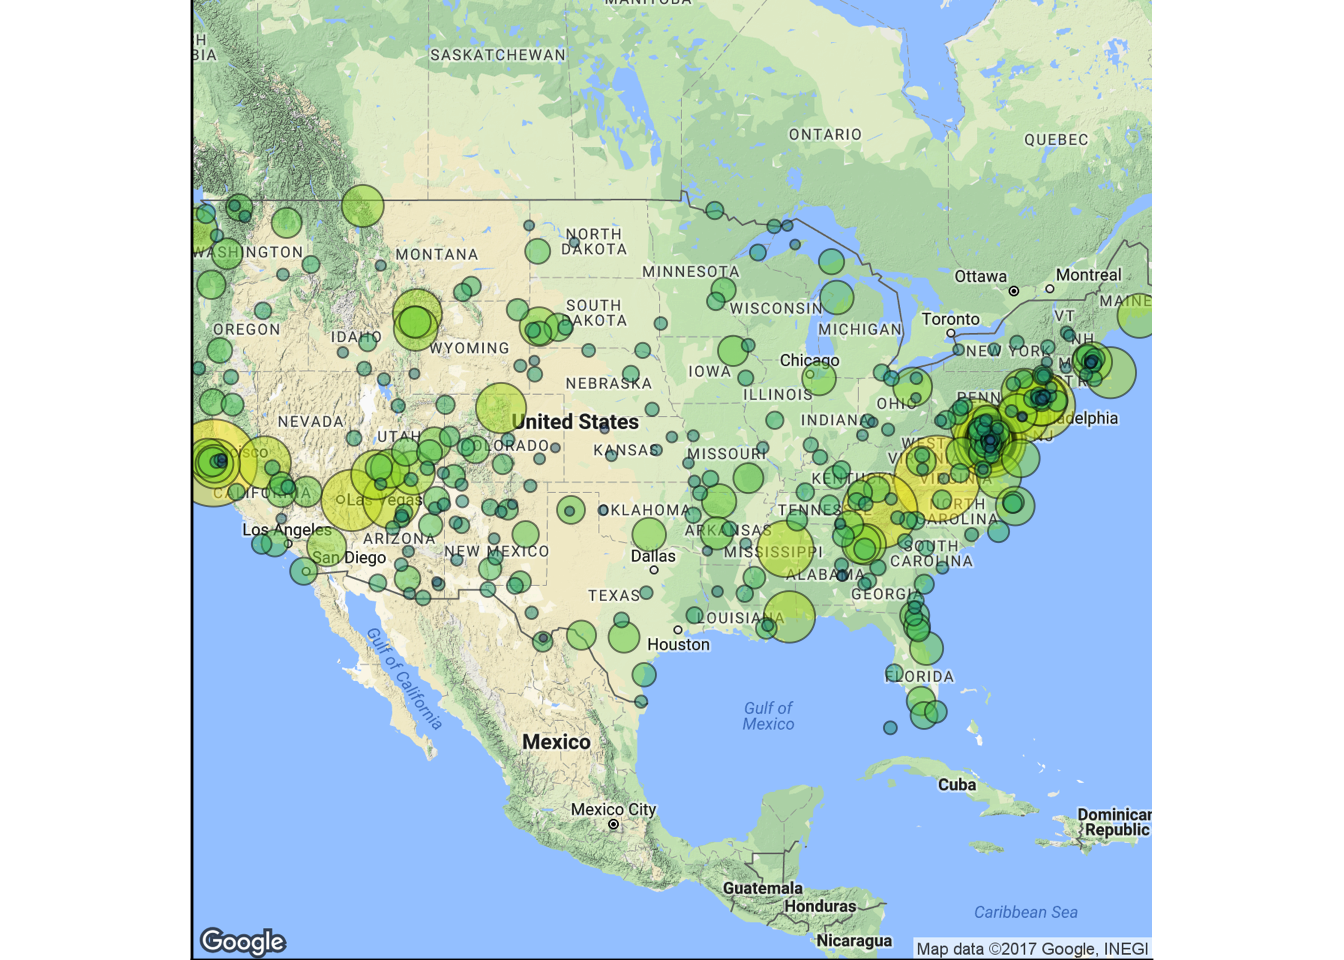 MANITOBA
H
BIA
SASKATCHEWAN
ONTARIO
QUEBEC
WASHINGTON
MONTANA
NORTH
DAKOTA
MINNESOTA
Ottawa
Montreal
MAINE
OREGON
IDAHO
SOUTH
DAKOTA
WISCONSIN
MICHIGAN
Toronto
VT
NH
NEW YORK
M
CT
R
WYOMING
IOWA
Chicago
NEBRASKA
ILLINOIS
INDIANA
OHIO
PENN
adelphia
NJ
NEVADA
UTAH
United States
COLORADO
KANSAS
MISSOURI
WEST
VIRGINIA
isco
CALIFORNIA
Las Vegas
KENTUCKY
OKLAHOMA
TENNESSEE
NORTH
CAROLINA
Los Angeles
ARIZONA
NEW MEXICO
ARKANSAS
SOUTH
CAROLINA
San Diego
Dallas
MISSISSIPPI
ALABAMA
TEXAS
GEORGIA
LOUISIANA
Houston
FLORIDA
Gulf of California
Gulf of
Mexico
Mexico
Cuba
Mexico City
Dominican
Republic
Guatemala
Honduras
Caribbean Sea
Nicaragua
Google
Map data ©2017 Google, INEGI